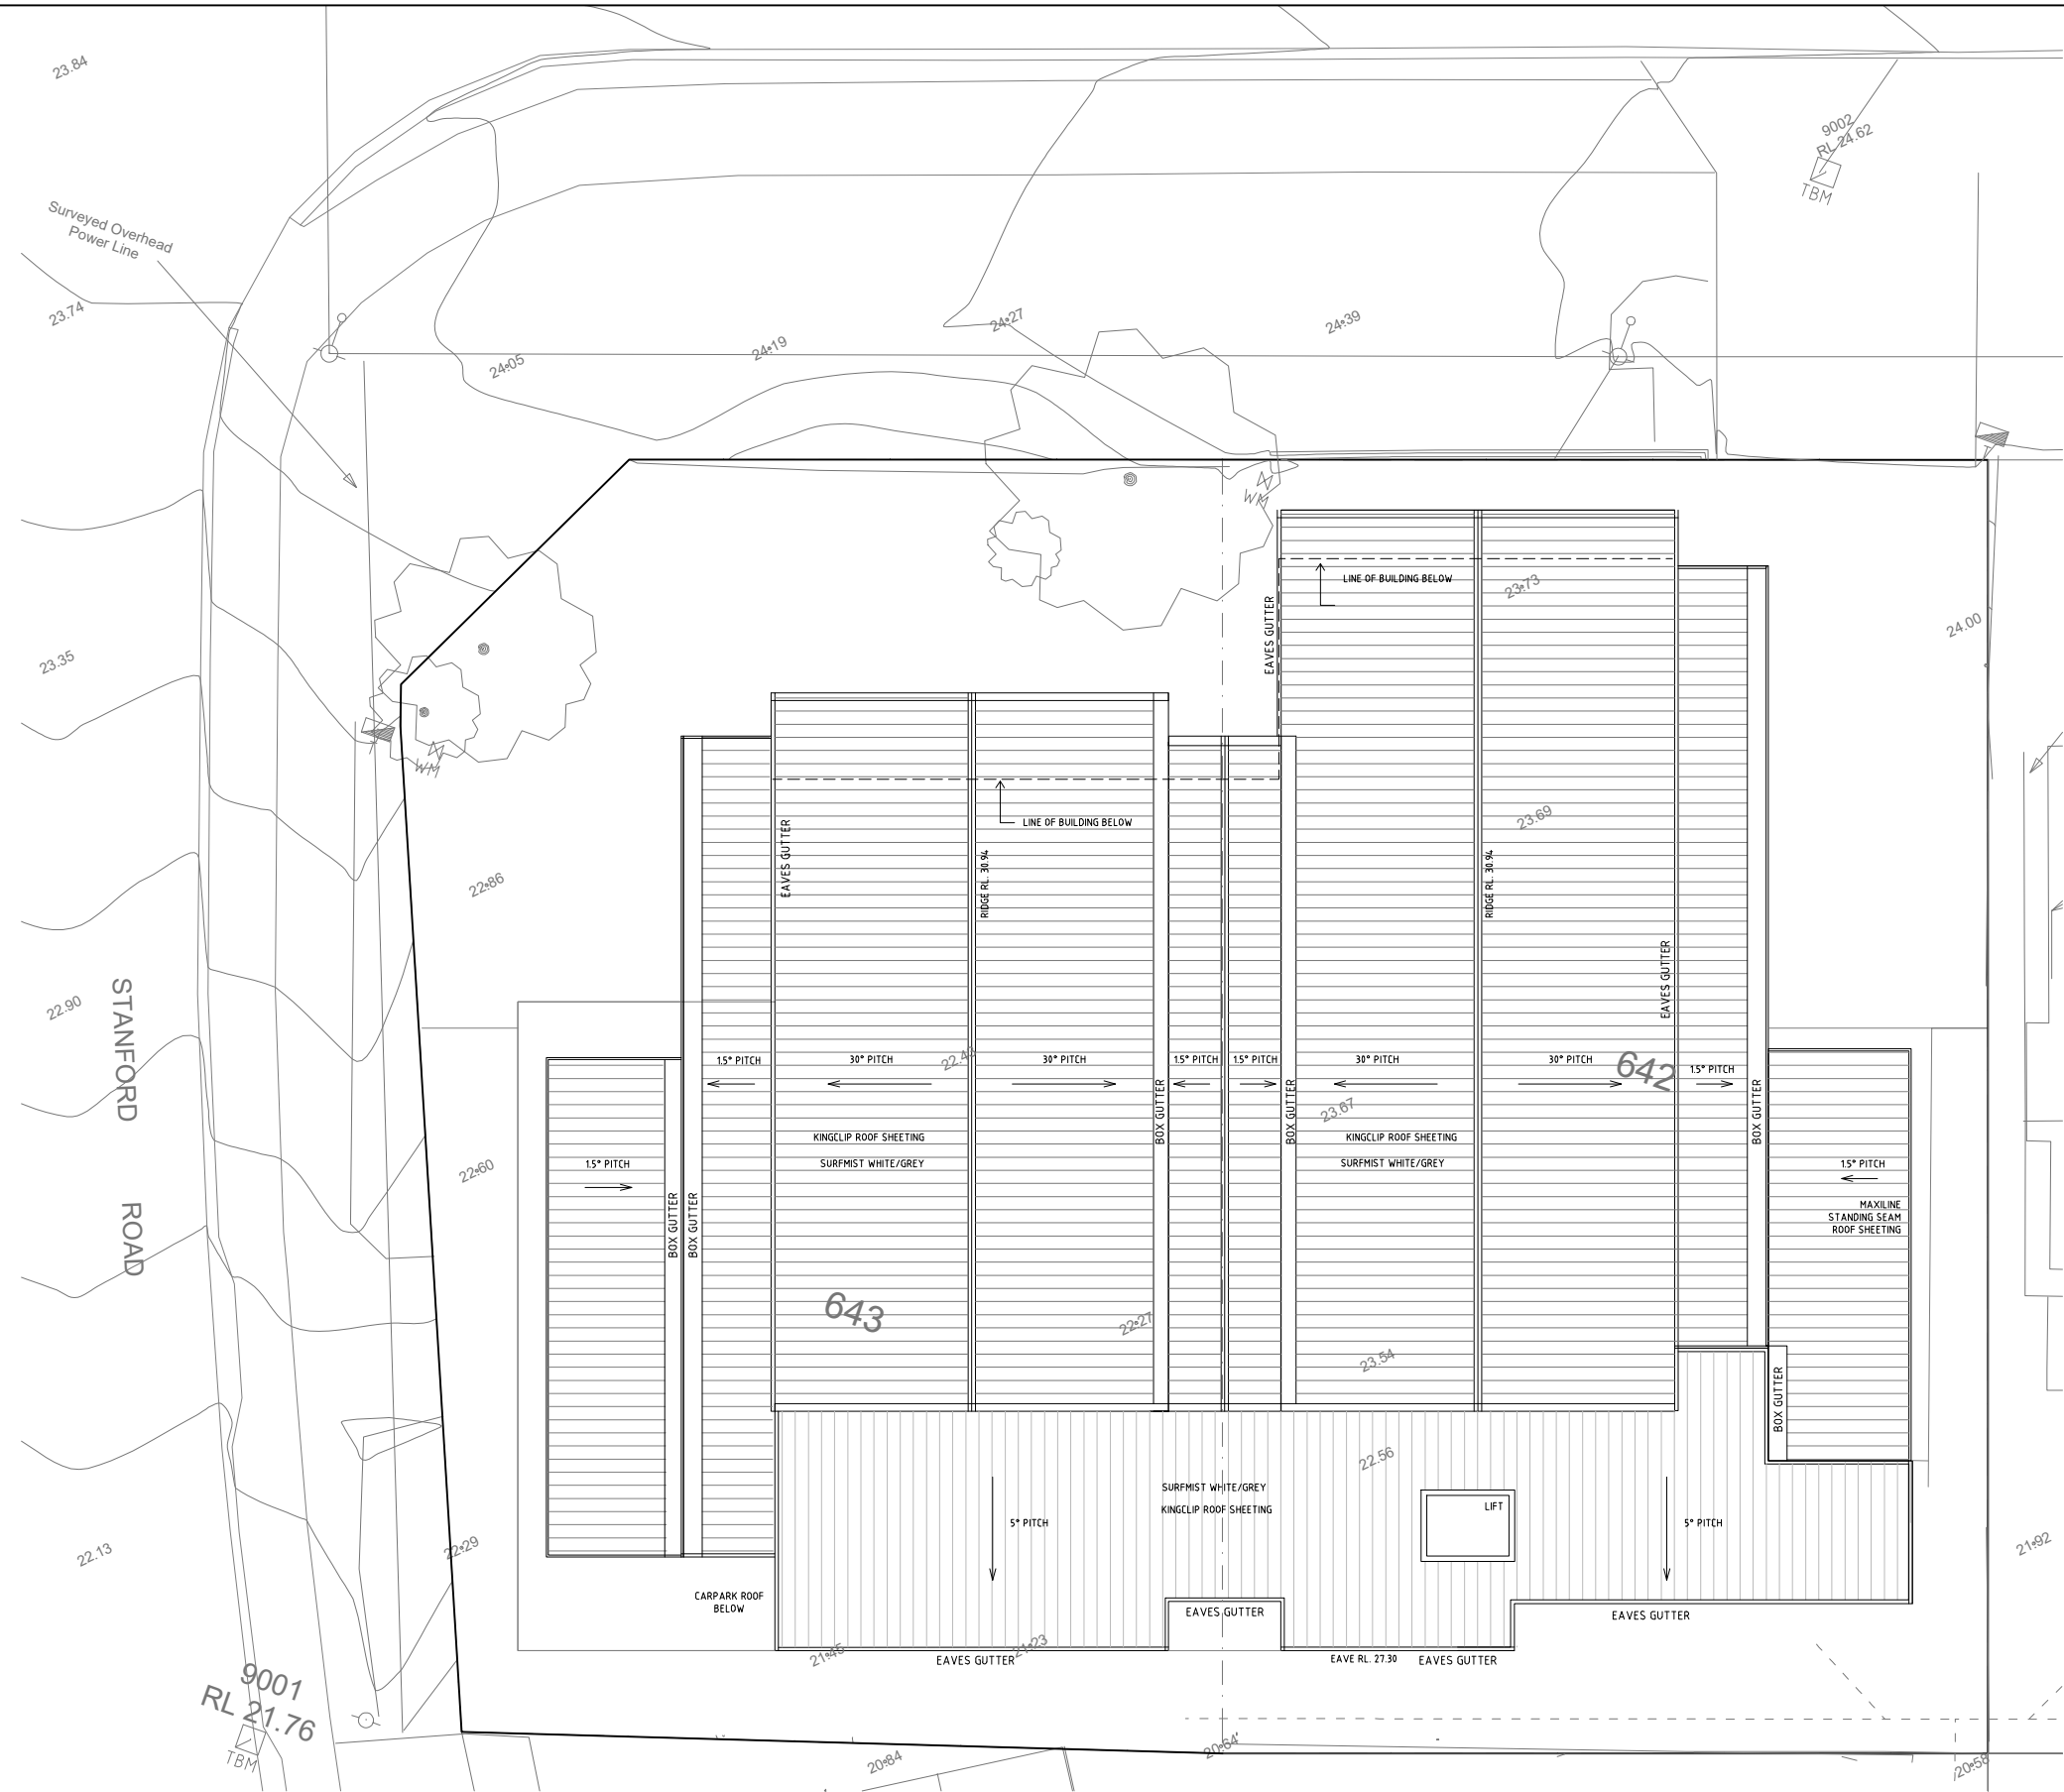 23.84
9002
RL 24.62
TBM
Surveyed Overhead
Power Line
23.74
24.05
24.19
24.27
24.39
WM
LINE OF BUILDING BELOW
23.73
EAVES GUTTER
24.00
23.35
WM
LINE OF BUILDING BELOW
23.69
EAVES GUTTER
RIDGE RL. 30.94
RIDGE RL. 30.94
22.86
EAVES GUTTER
22.90
STANFORD ROAD
1.5° PITCH
30° PITCH
30° PITCH
1.5° PITCH
1.5° PITCH
30° PITCH
30° PITCH
1.5° PITCH
642
23.67
BOX GUTTER
BOX GUTTER
BOX GUTTER
KINGCLIP ROOF SHEETING
SURFMIST WHITE/GREY
KINGCLIP ROOF SHEETING
SURFMIST WHITE/GREY
22.60
1.5° PITCH
1.5° PITCH
BOX GUTTER
BOX GUTTER
MAXILINE
STANDING SEAM
ROOF SHEETING
643
22.27
23.54
BOX GUTTER
22.56
SURFMIST WHITE/GREY
KINGCLIP ROOF SHEETING
LIFT
5° PITCH
5° PITCH
22.13
22.29
21.92
CARPARK ROOF
BELOW
EAVES GUTTER
EAVES GUTTER
21.45
21.23
EAVES GUTTER
EAVE RL. 27.30
EAVES GUTTER
9001
RL 21.76
TBM
20.84
20.64
20.58